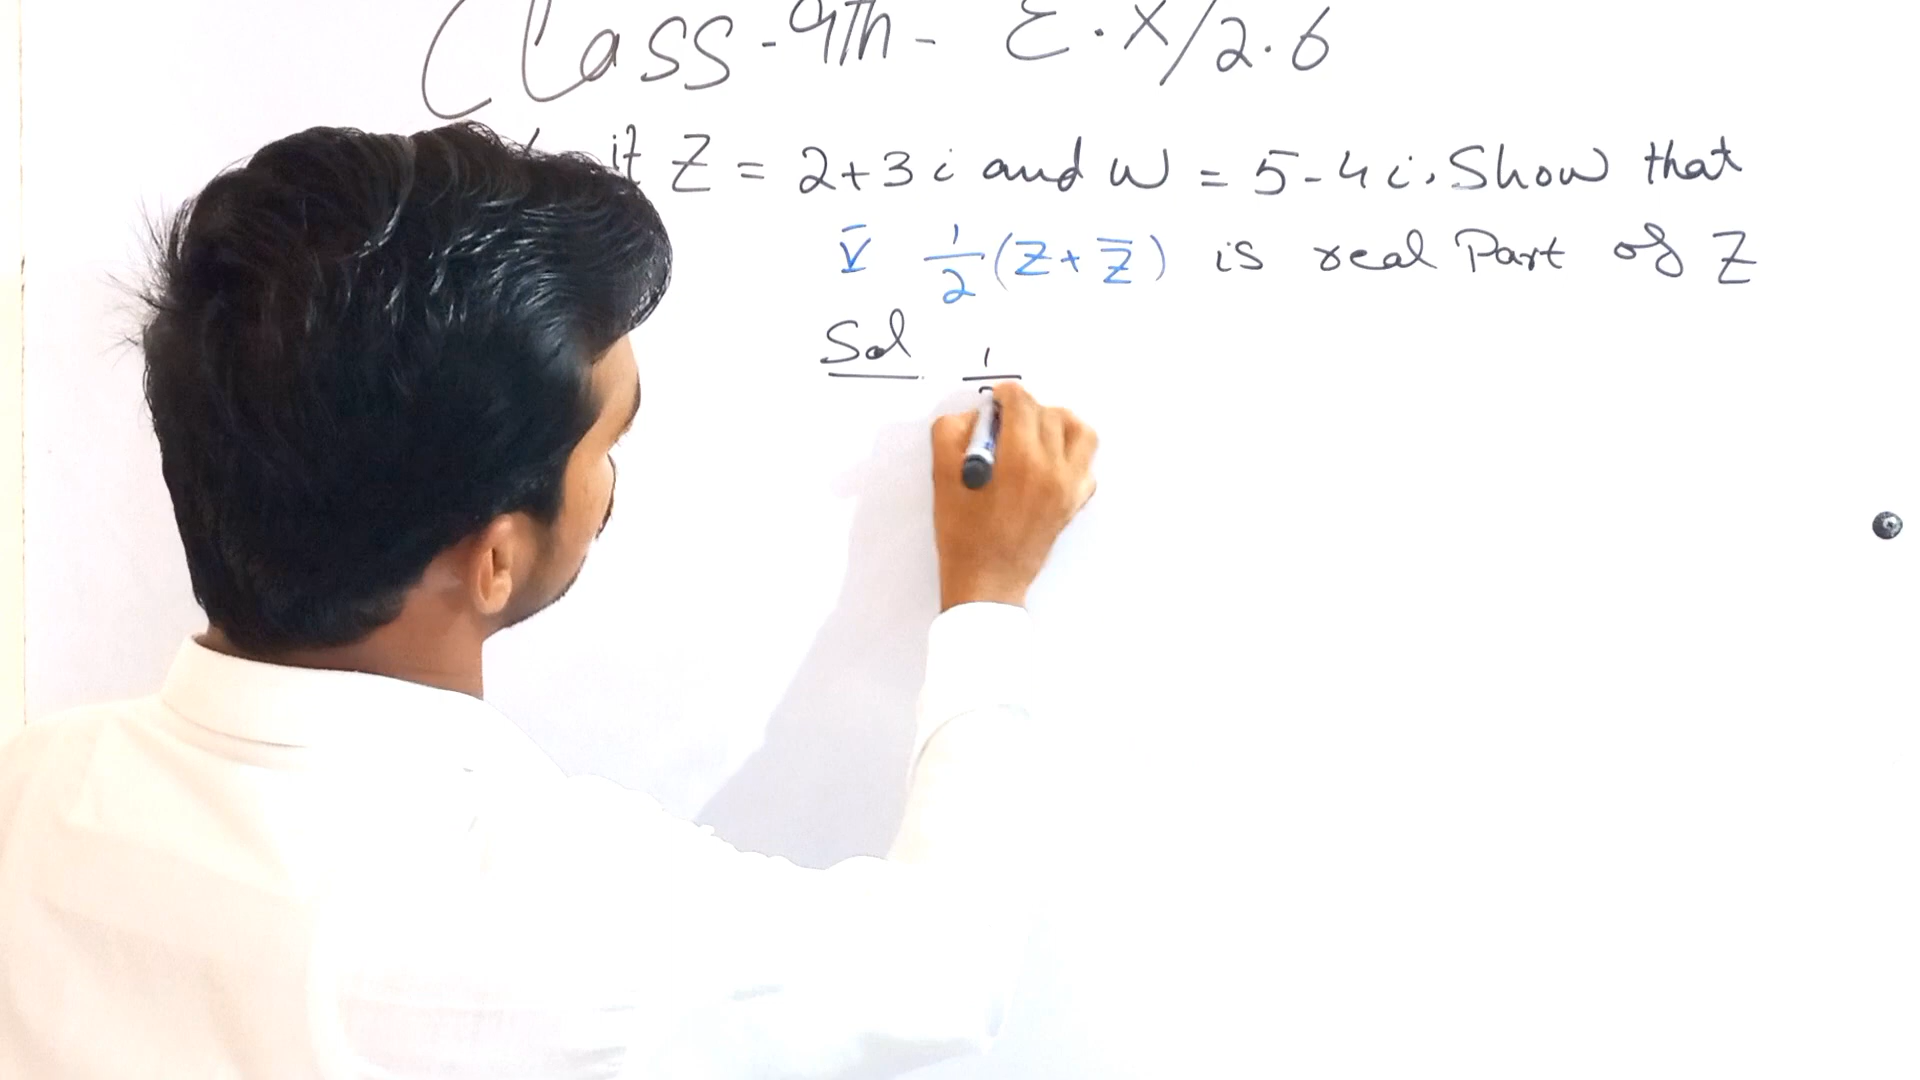 Class-9Th- E.X/2.6
if Z = 2+3i and W = 5-4i. Show that
V 1/2 (Z+Z̅) is real Part of Z
Sol 1/2